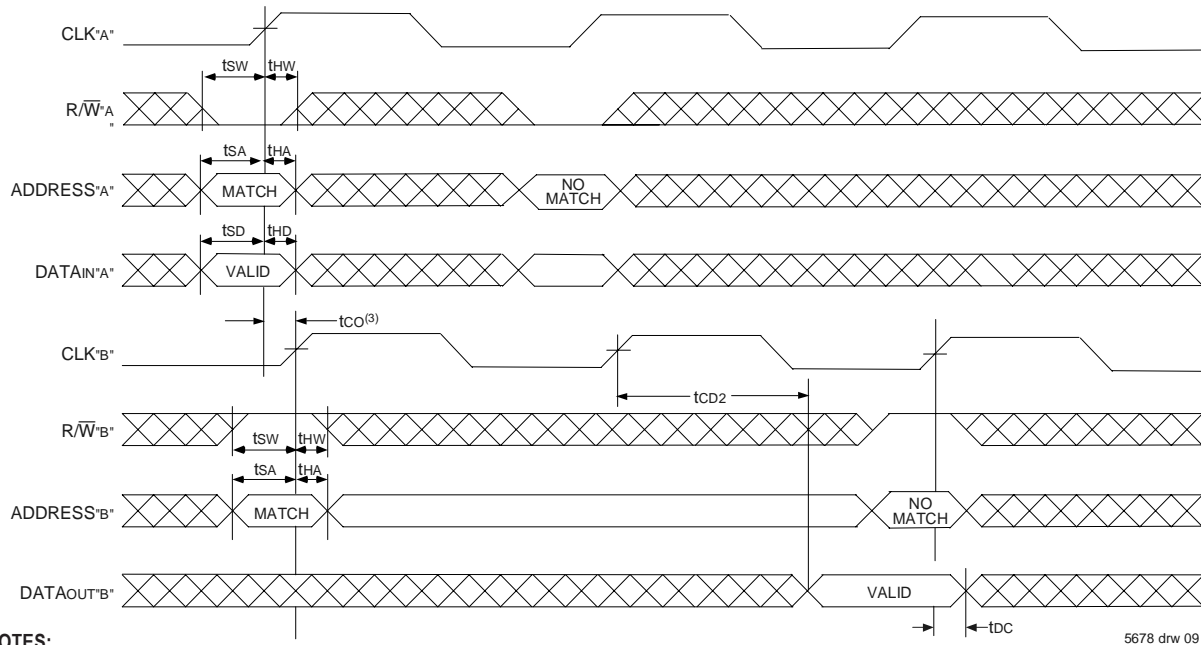 CLK"A"
tSW tHW
R/W̅"A
"
tSA tHA
ADDRESS"A" MATCH NO MATCH
tSD tHD
DATAIN"A" VALID
tCO(3)
CLK"B"
tCD2
R/W̅"B"
tSW tHW
tSA tHA
ADDRESS"B" MATCH NO MATCH
DATAOUT"B" VALID
tDC
OTES:
5678 drw 09